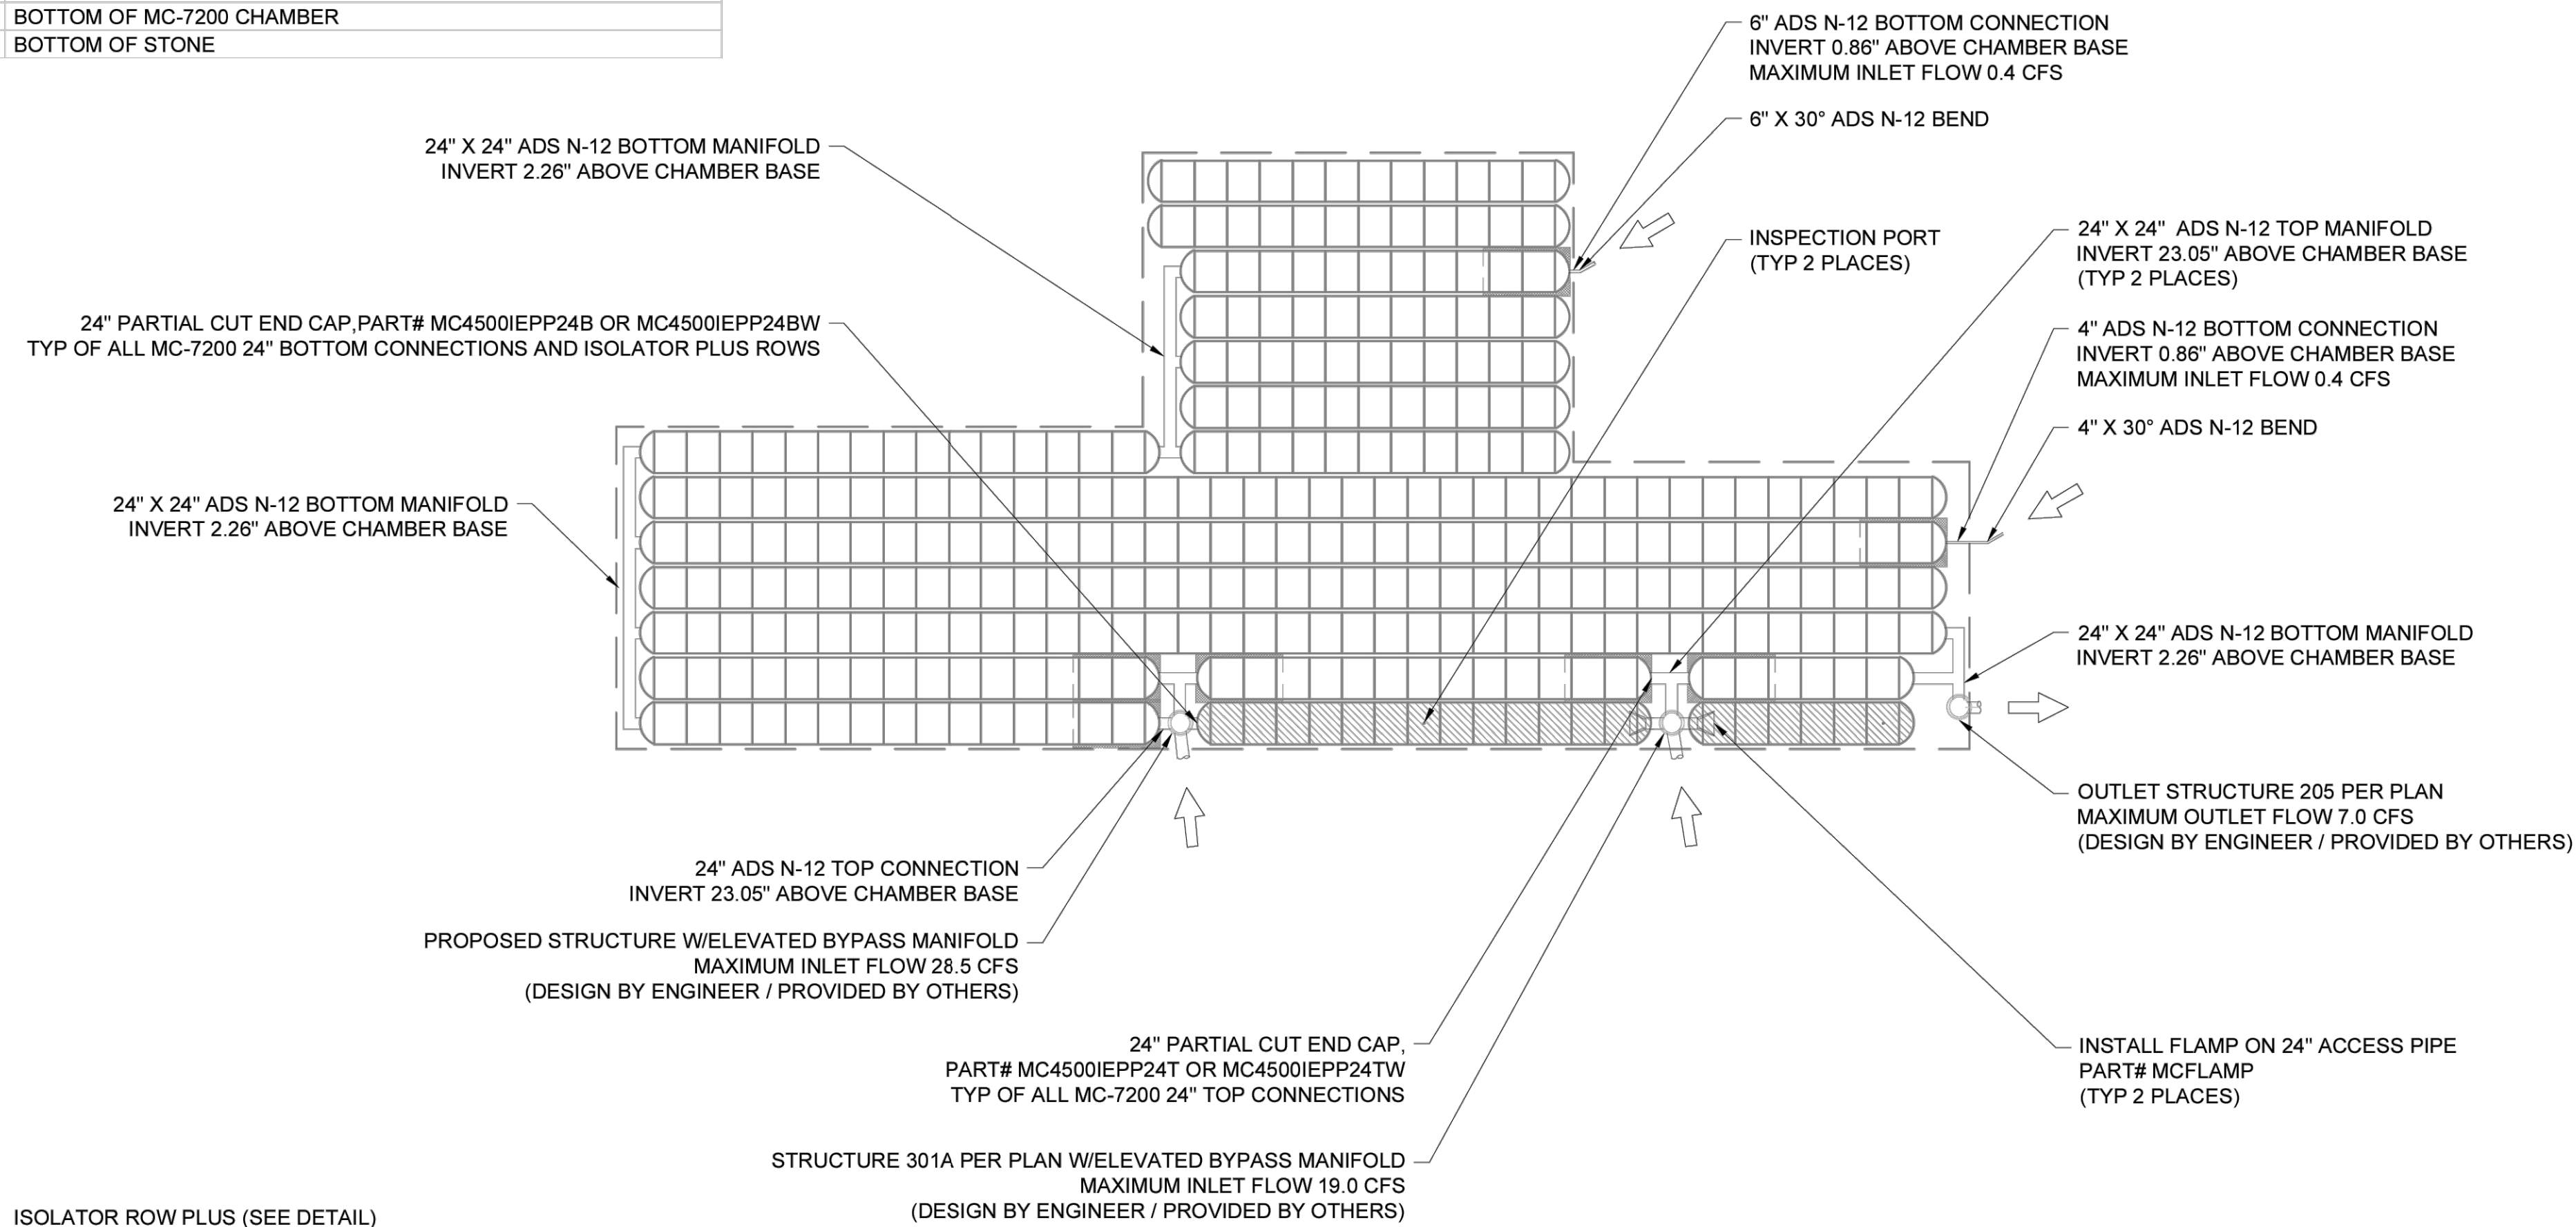 BOTTOM OF MC-7200 CHAMBER
BOTTOM OF STONE
6" ADS N-12 BOTTOM CONNECTION
INVERT 0.86" ABOVE CHAMBER BASE
MAXIMUM INLET FLOW 0.4 CFS
6" X 30° ADS N-12 BEND
24" X 24" ADS N-12 BOTTOM MANIFOLD
INVERT 2.26" ABOVE CHAMBER BASE
INSPECTION PORT
(TYP 2 PLACES)
24" X 24"  ADS N-12 TOP MANIFOLD
INVERT 23.05" ABOVE CHAMBER BASE
(TYP 2 PLACES)
24" PARTIAL CUT END CAP,PART# MC4500IEPP24B OR MC4500IEPP24BW
TYP OF ALL MC-7200 24" BOTTOM CONNECTIONS AND ISOLATOR PLUS ROWS
4" ADS N-12 BOTTOM CONNECTION
INVERT 0.86" ABOVE CHAMBER BASE
MAXIMUM INLET FLOW 0.4 CFS
4" X 30° ADS N-12 BEND
24" X 24" ADS N-12 BOTTOM MANIFOLD
INVERT 2.26" ABOVE CHAMBER BASE
24" X 24" ADS N-12 BOTTOM MANIFOLD
INVERT 2.26" ABOVE CHAMBER BASE
OUTLET STRUCTURE 205 PER PLAN
MAXIMUM OUTLET FLOW 7.0 CFS
(DESIGN BY ENGINEER / PROVIDED BY OTHERS)
24" ADS N-12 TOP CONNECTION
INVERT 23.05" ABOVE CHAMBER BASE
PROPOSED STRUCTURE W/ELEVATED BYPASS MANIFOLD
MAXIMUM INLET FLOW 28.5 CFS
(DESIGN BY ENGINEER / PROVIDED BY OTHERS)
24" PARTIAL CUT END CAP,
PART# MC4500IEPP24T OR MC4500IEPP24TW
TYP OF ALL MC-7200 24" TOP CONNECTIONS
INSTALL FLAMP ON 24" ACCESS PIPE
PART# MCFLAMP
(TYP 2 PLACES)
STRUCTURE 301A PER PLAN W/ELEVATED BYPASS MANIFOLD
MAXIMUM INLET FLOW 19.0 CFS
(DESIGN BY ENGINEER / PROVIDED BY OTHERS)
ISOLATOR ROW PLUS (SEE DETAIL)